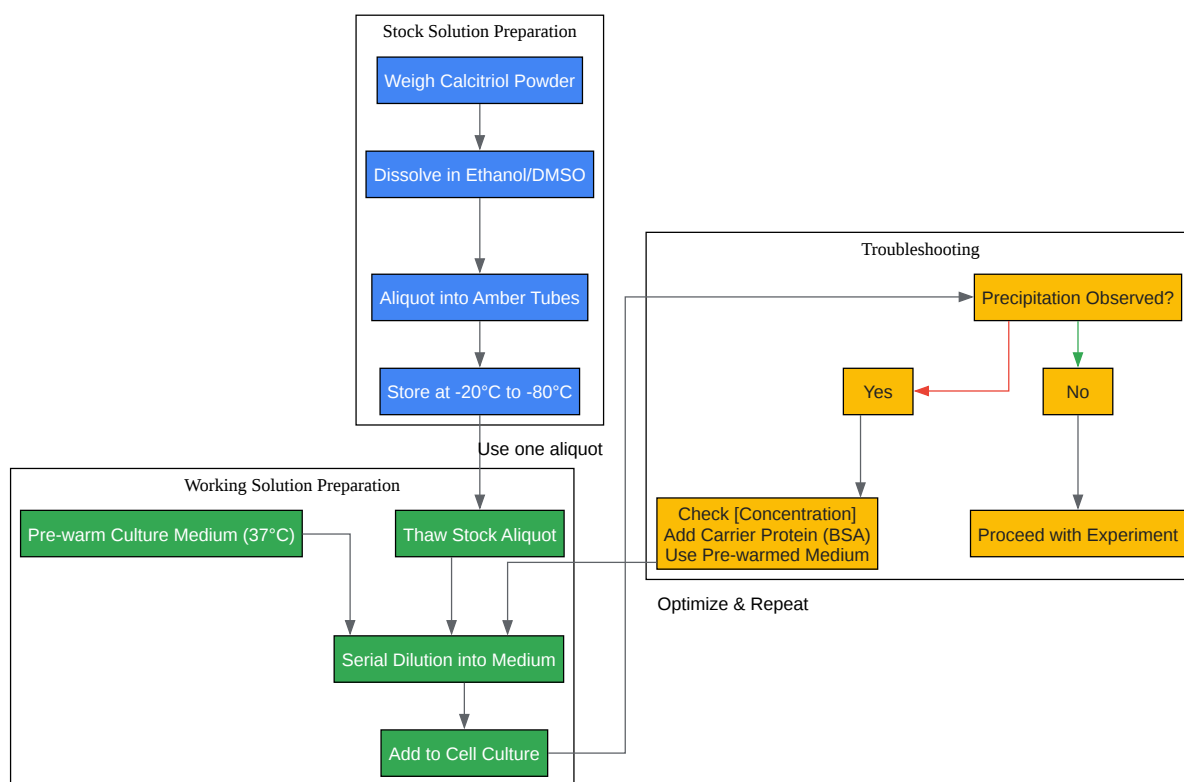 Stock Solution Preparation
Weigh Calcitriol Powder
Dissolve in Ethanol/DMSO
Aliquot into Amber Tubes
Store at -20°C to -80°C
Use one aliquot
Working Solution Preparation
Pre-warm Culture Medium (37°C)
Thaw Stock Aliquot
Serial Dilution into Medium
Add to Cell Culture
Troubleshooting
Precipitation Observed?
Yes
No
Check [Concentration]
Add Carrier Protein (BSA)
Use Pre-warmed Medium
Proceed with Experiment
Optimize & Repeat